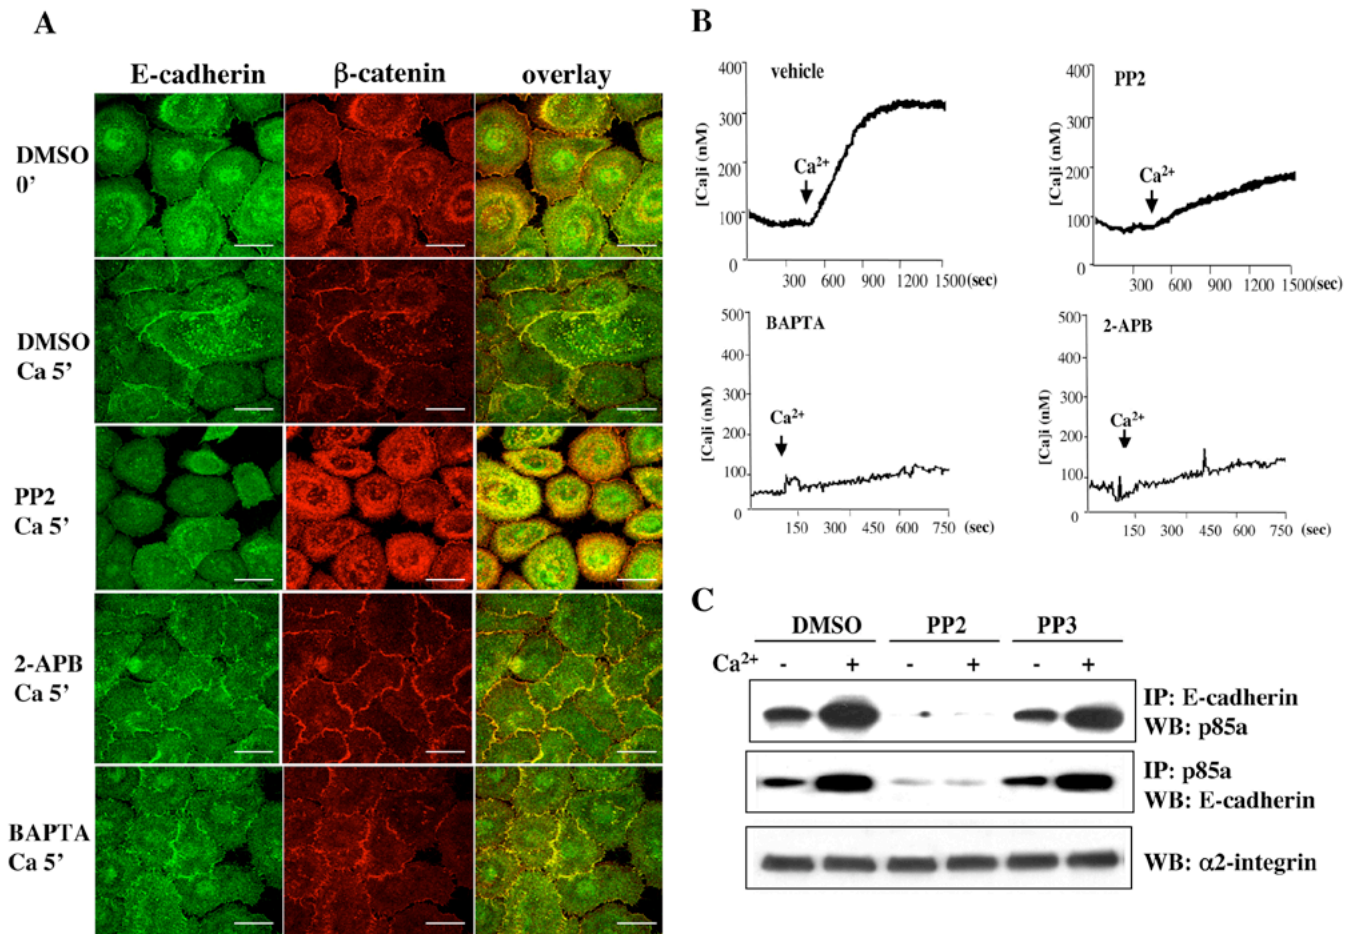 A
E-cadherin β-catenin overlay
DMSO
0’
DMSO
Ca 5’
PP2
Ca 5’
2-APB
Ca 5’
BAPTA
Ca 5’
B
vehicle
[Ca]i (nM)
400
300
200
100
0
Ca²⁺
300 600 900 1200 1500 (sec)
PP2
[Ca]i (nM)
400
300
200
100
0
Ca²⁺
300 600 900 1200 1500 (sec)
BAPTA
[Ca]i (nM)
500
400
300
200
100
0
Ca²⁺
150 300 450 600 750 (sec)
2-APB
[Ca]i (nM)
500
400
300
200
100
0
Ca²⁺
150 300 450 600 750 (sec)
C
DMSO PP2 PP3
Ca²⁺ - + - + - +
IP: E-cadherin
WB: p85a
IP: p85a
WB: E-cadherin
WB: α2-integrin